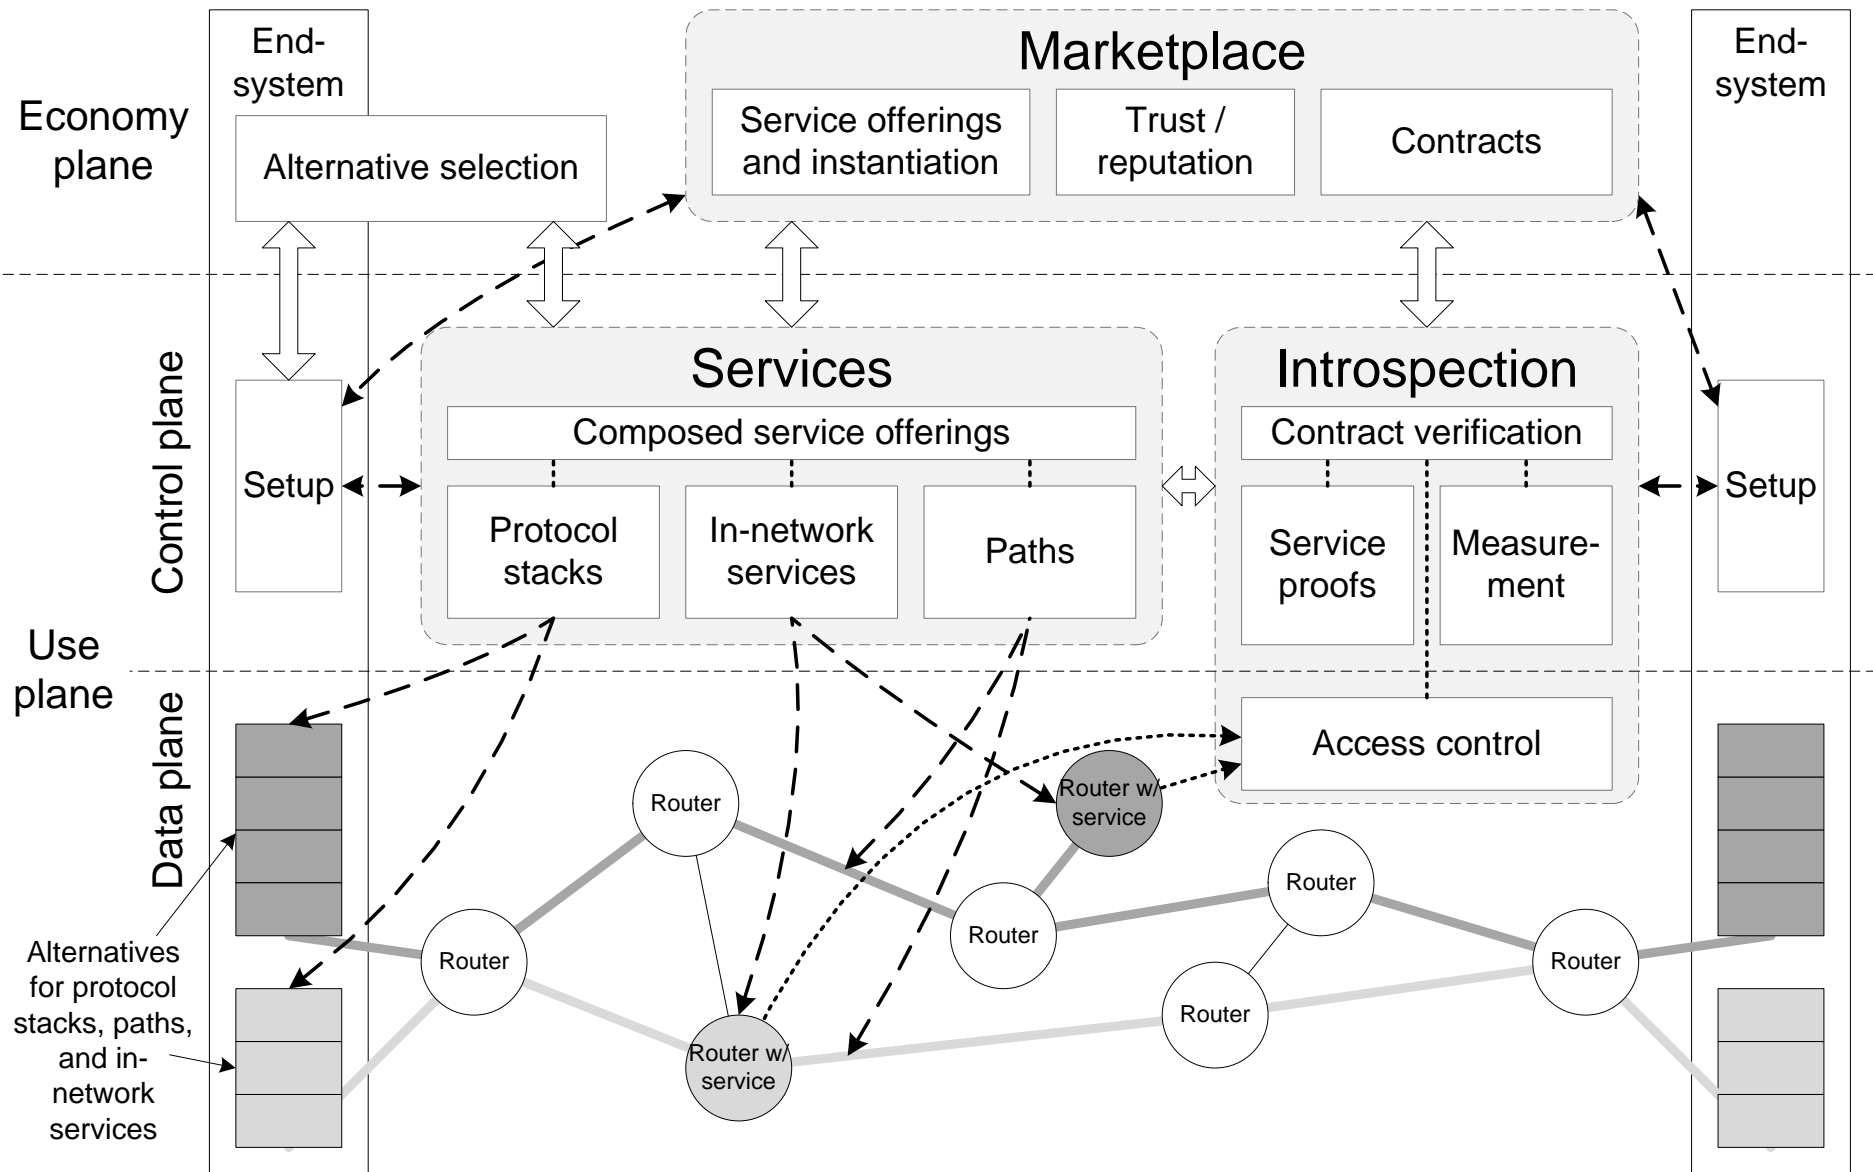 End-
system
Marketplace
End-
system
Economy
plane
Alternative selection
Service offerings
and instantiation
Trust /
reputation
Contracts
Control plane
Services
Introspection
Composed service offerings
Contract verification
Setup
Protocol
stacks
In-network
services
Paths
Service
proofs
Measure-
ment
Setup
Use
plane
Data plane
Access control
Router
Router w/
service
Router
Router
Router
Router
Router
Router w/
service
Router
Alternatives
for protocol
stacks, paths,
and in-
network
services